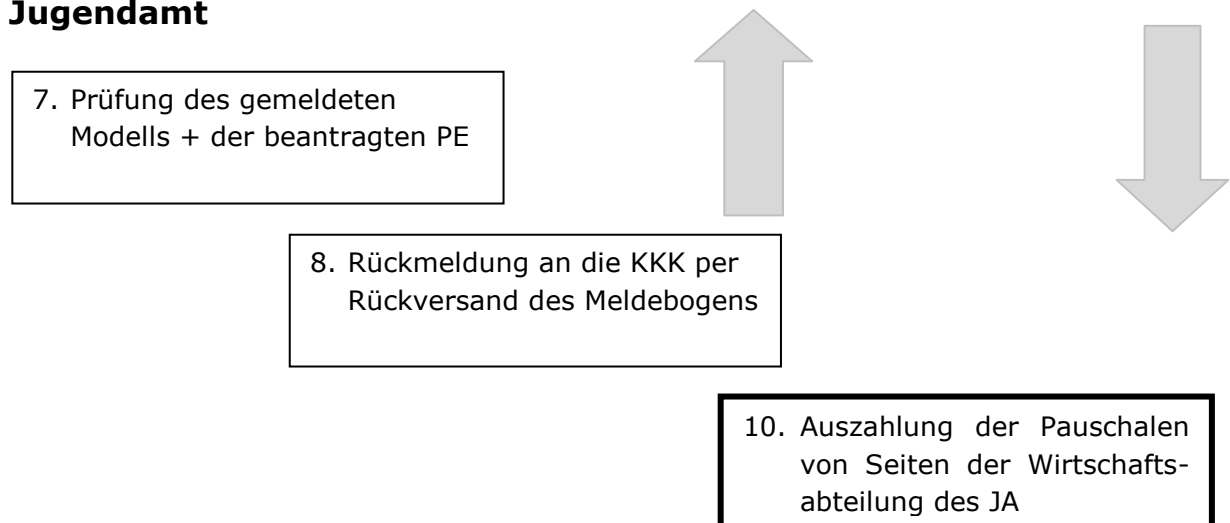 Jugendamt
7. Prüfung des gemeldeten
Modells + der beantragten PE
8. Rückmeldung an die KKK per
Rückversand des Meldebogens
10. Auszahlung der Pauschalen
von Seiten der Wirtschafts-
abteilung des JA